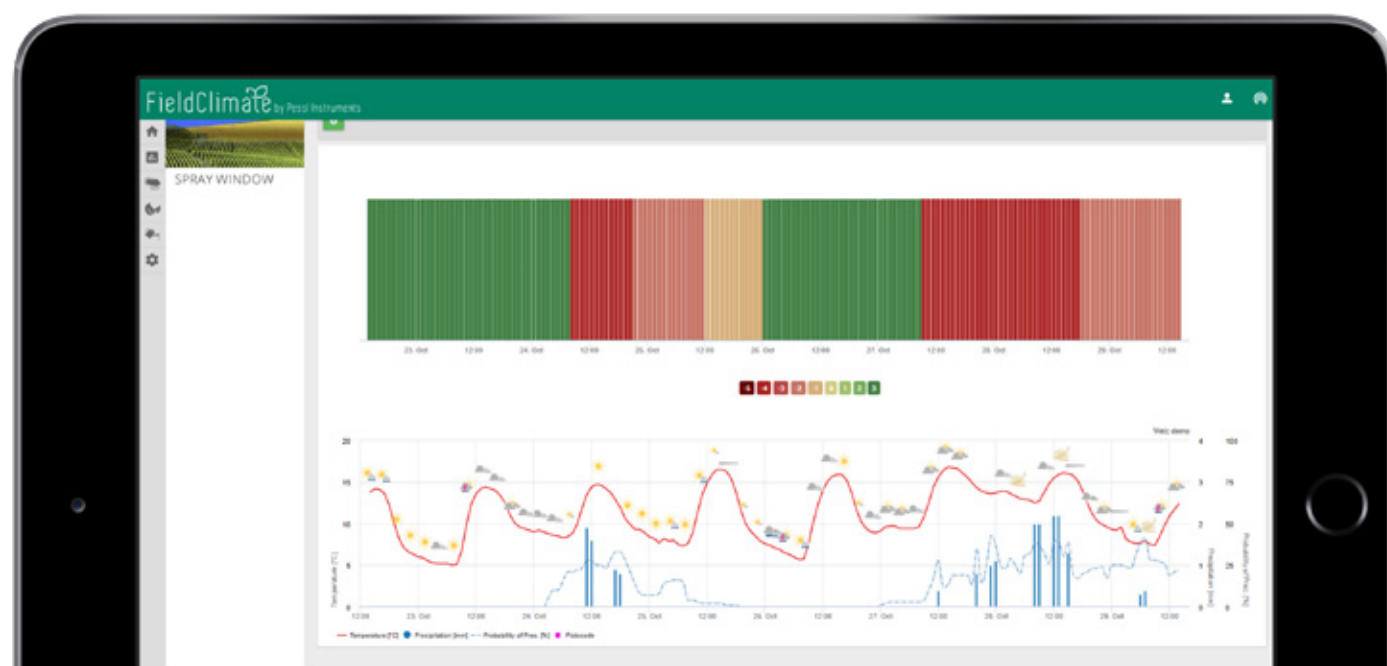 FieldClimate by Pessl Instruments
SPRAY WINDOW
23. Oct 12:00 24. Oct 12:00 25. Oct 12:00 26. Oct 12:00 27. Oct 12:00 28. Oct 12:00 29. Oct 12:00
-5 -4 -3 -2 -1 0 1 2 3
20 4 100
15 3 75
10 2 50
5 1 25
0 0 0
Temperature [°C]
Precipitation [mm]
12:00 23. Oct 12:00 24. Oct 12:00 25. Oct 12:00 26. Oct 12:00 27. Oct 12:00 28. Oct 12:00 29. Oct 12:00
Temperature [°C] Precipitation [mm] Probability of Prec. [%] Pictocode